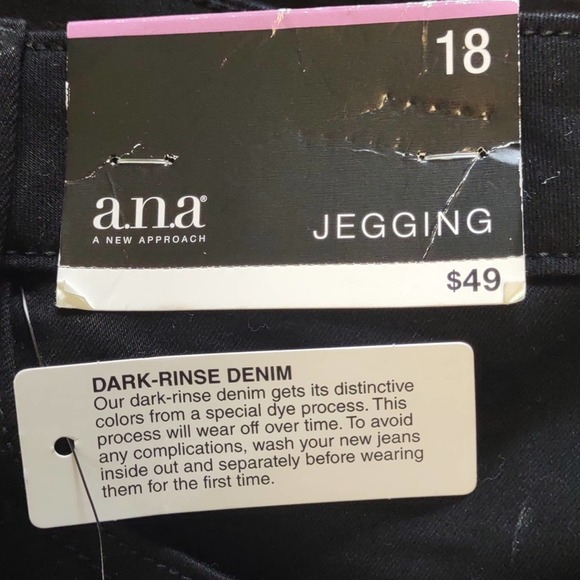 18
a.n.a®
A NEW APPROACH
JEGGING
$49
DARK-RINSE DENIM
Our dark-rinse denim gets its distinctive
colors from a special dye process. This
process will wear off over time. To avoid
any complications, wash your new jeans
inside out and separately before wearing
them for the first time.